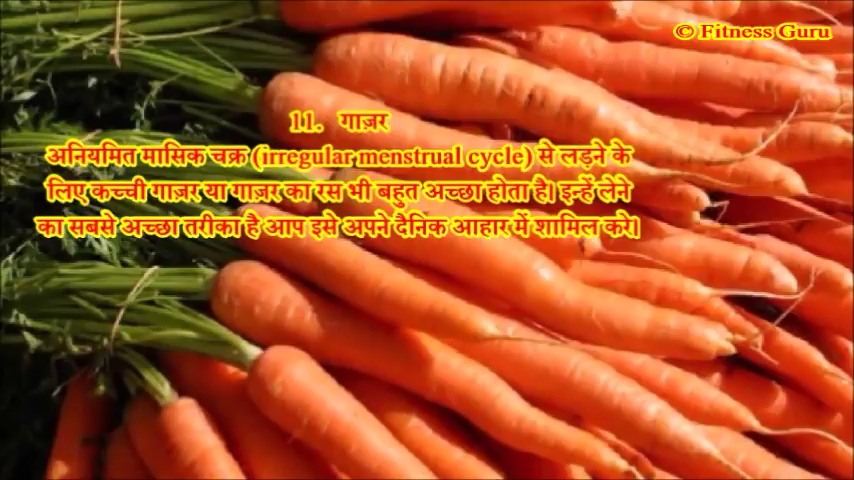 © Fitness Guru
11. गाज़र
अनियमित मासिक चक्र (irregular menstrual cycle) से लड़ने के
लिए कच्ची गाज़र या गाज़र का रस भी बहुत अच्छा होता है। इन्हें लेने
का सबसे अच्छा तरीका है आप इसे अपने दैनिक आहार में शामिल करे।